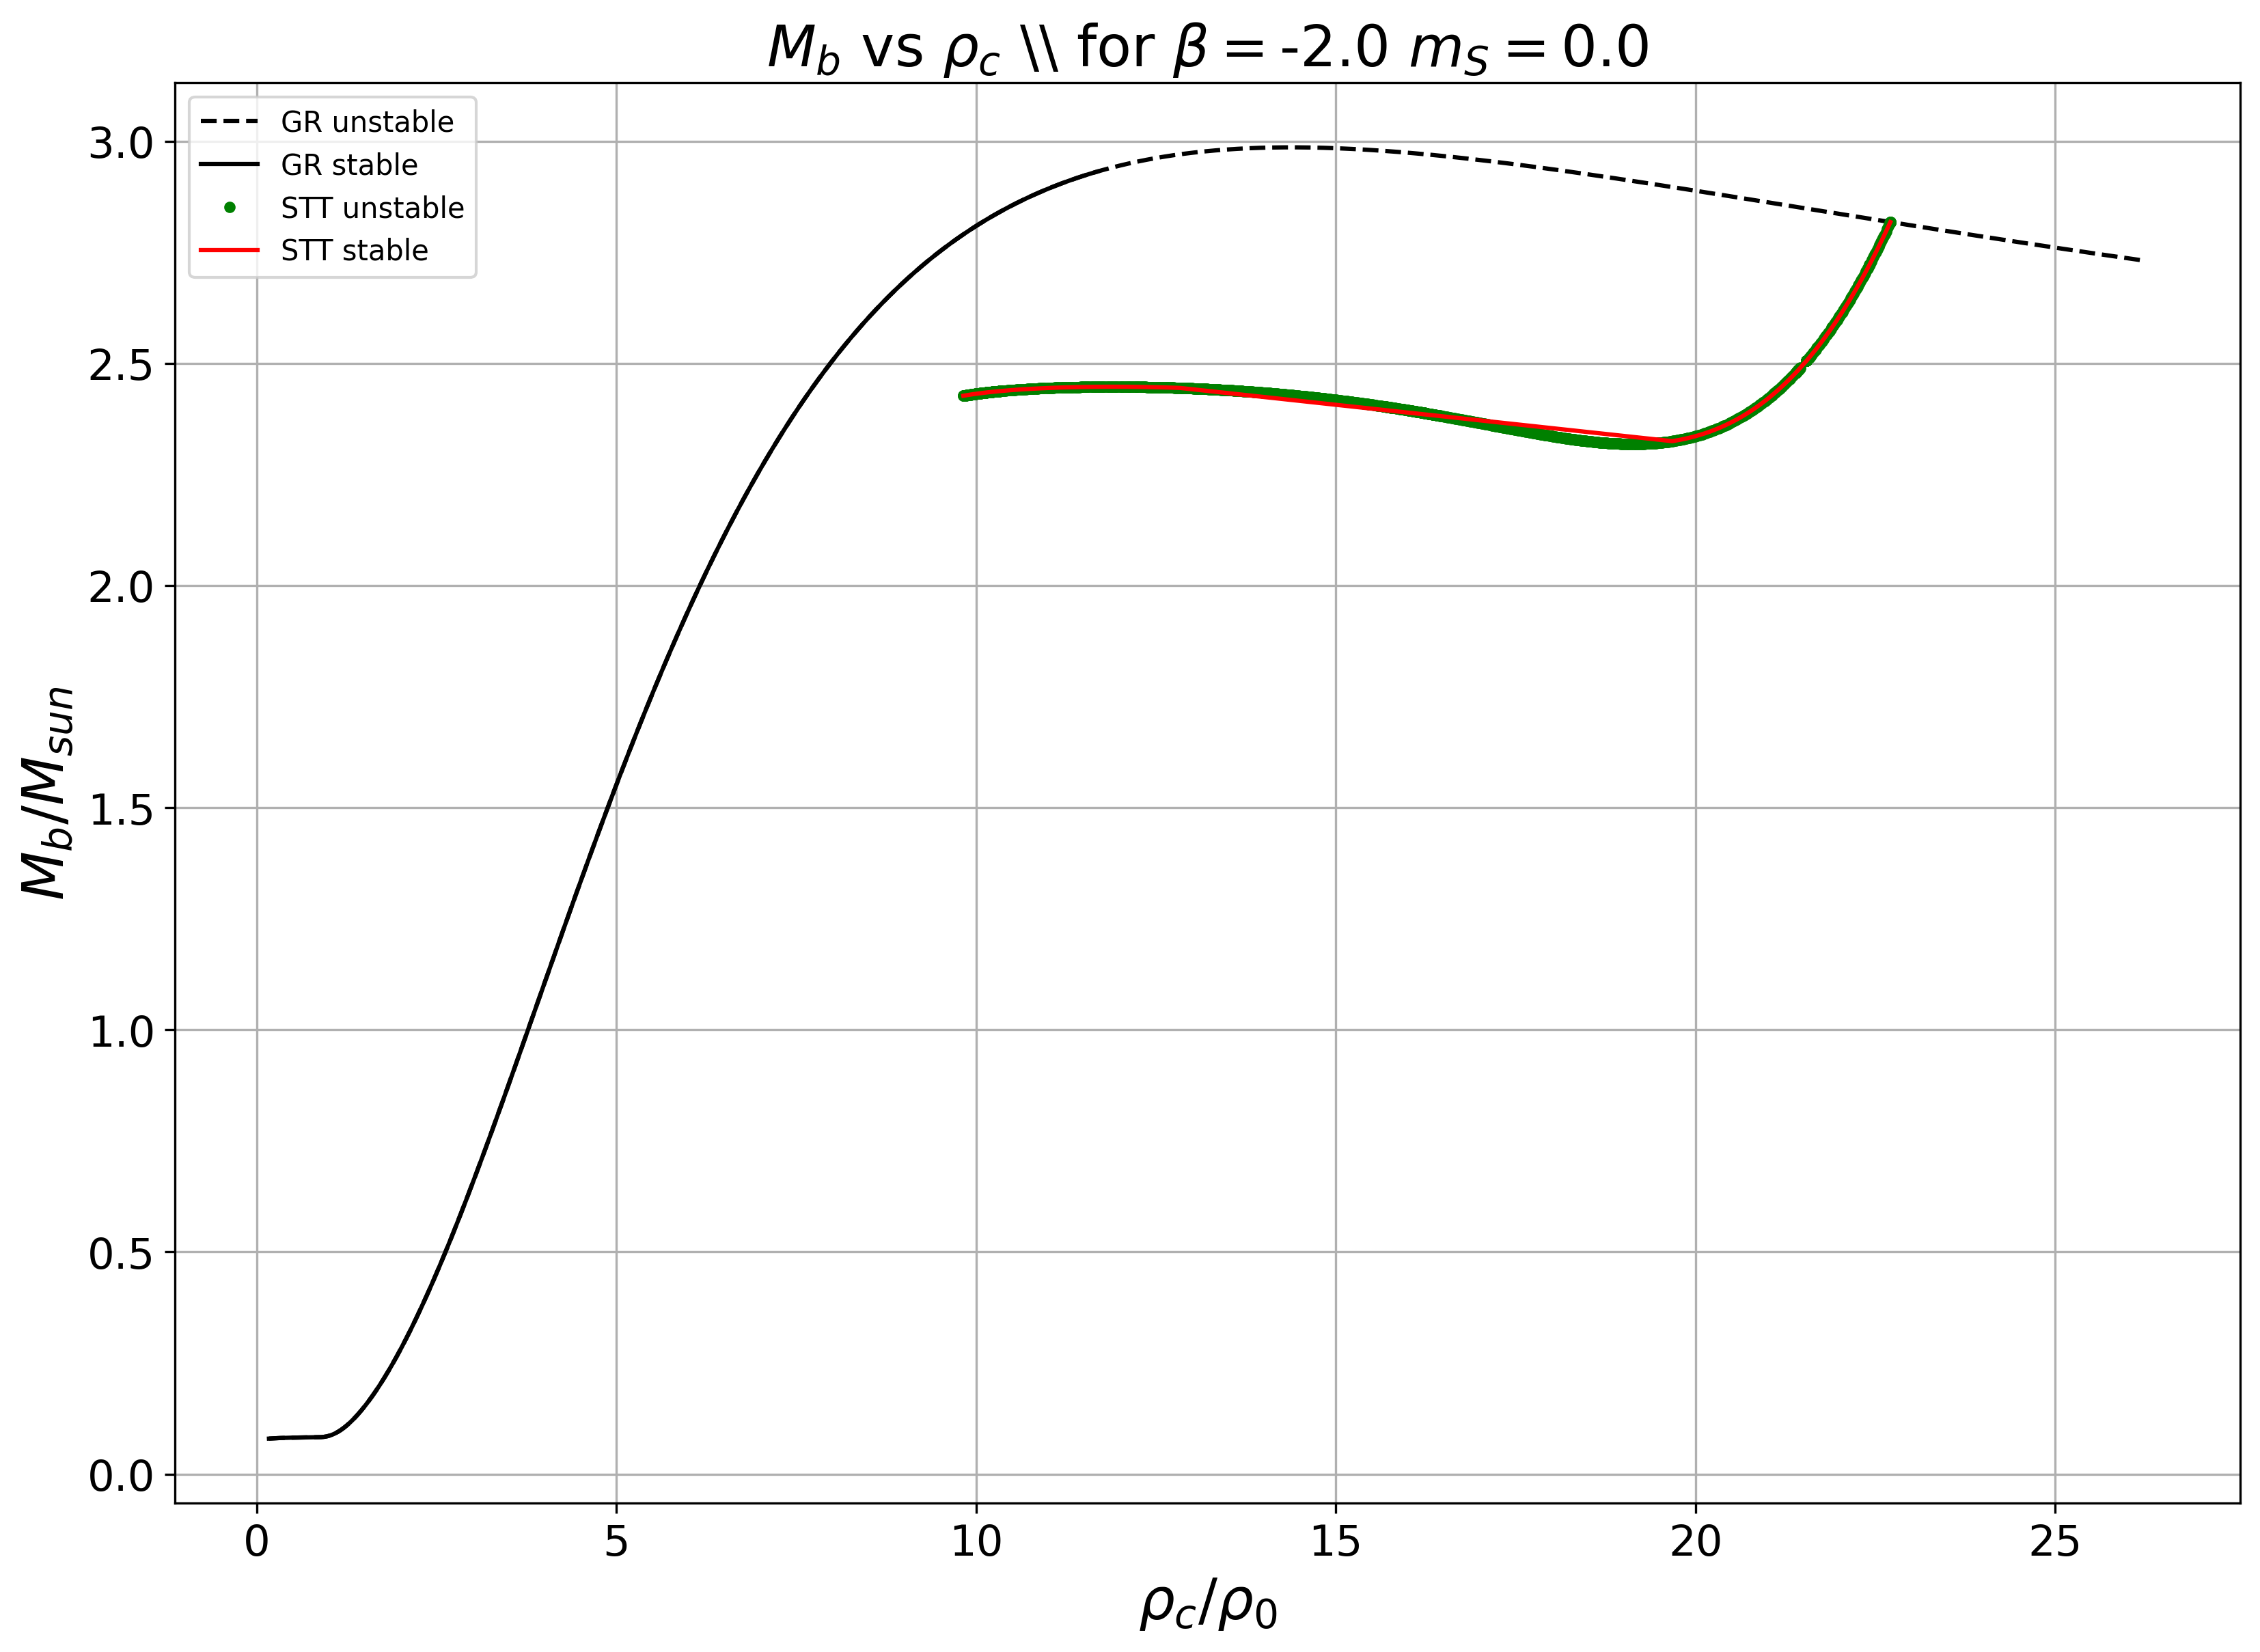 M_b vs ρ_c \\ for β = -2.0 m_S = 0.0
GR unstable
GR stable
STT unstable
STT stable
3.0
2.5
2.0
1.5
1.0
0.5
0.0
M_b/M_sun
0 5 10 15 20 25
ρ_c/ρ_0